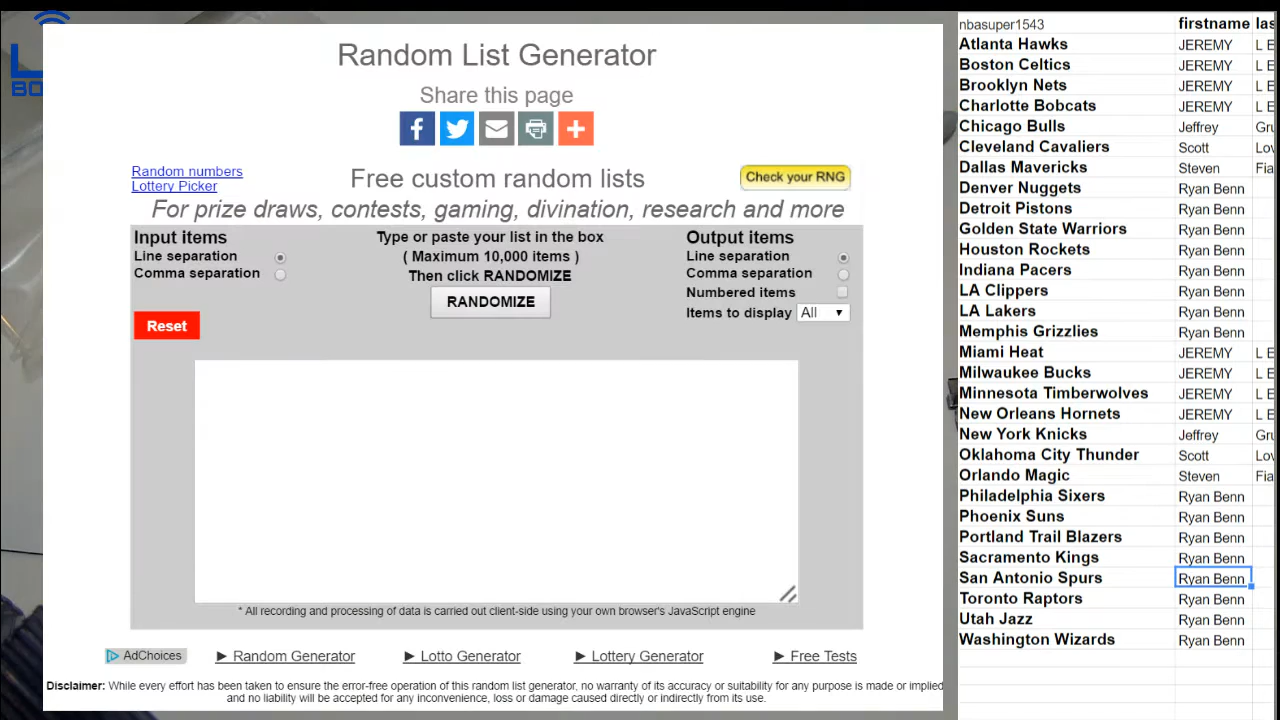 Random List Generator
Share this page
Random numbers
Lottery Picker
Free custom random lists
Check your RNG
For prize draws, contests, gaming, divination, research and more
Input items
Line separation
Comma separation
Type or paste your list in the box
( Maximum 10,000 items )
Then click RANDOMIZE
RANDOMIZE
Output items
Line separation
Comma separation
Numbered items
Items to display All
Reset
* All recording and processing of data is carried out client-side using your own browser's JavaScript engine
AdChoices
► Random Generator
► Lotto Generator
► Lottery Generator
► Free Tests
Disclaimer: While every effort has been taken to ensure the error-free operation of this random list generator, no warranty of its accuracy or suitability for any purpose is made or implied
and no liability will be accepted for any inconvenience, loss or damage caused directly or indirectly from its use.
nbasuper1543 firstname las
Atlanta Hawks JEREMY L E
Boston Celtics JEREMY L E
Brooklyn Nets JEREMY L E
Charlotte Bobcats JEREMY L E
Chicago Bulls Jeffrey Gru
Cleveland Cavaliers Scott Lov
Dallas Mavericks Steven Fia
Denver Nuggets Ryan Benn
Detroit Pistons Ryan Benn
Golden State Warriors Ryan Benn
Houston Rockets Ryan Benn
Indiana Pacers Ryan Benn
LA Clippers Ryan Benn
LA Lakers Ryan Benn
Memphis Grizzlies Ryan Benn
Miami Heat JEREMY L E
Milwaukee Bucks JEREMY L E
Minnesota Timberwolves JEREMY L E
New Orleans Hornets JEREMY L E
New York Knicks Jeffrey Gru
Oklahoma City Thunder Scott Lov
Orlando Magic Steven Fia
Philadelphia Sixers Ryan Benn
Phoenix Suns Ryan Benn
Portland Trail Blazers Ryan Benn
Sacramento Kings Ryan Benn
San Antonio Spurs Ryan Benn
Toronto Raptors Ryan Benn
Utah Jazz Ryan Benn
Washington Wizards Ryan Benn